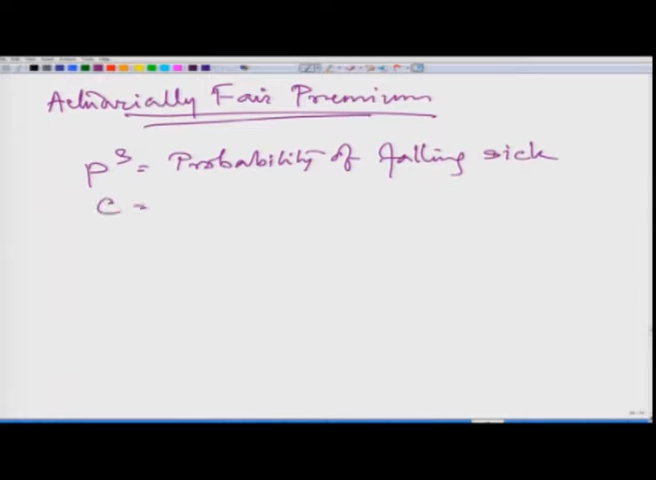 Actuarially Fair Premium
p^s = Probability of falling sick
C =